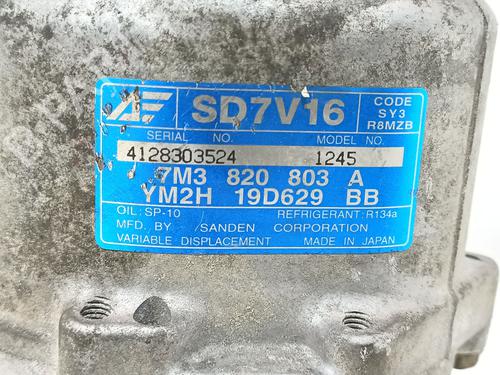 AE SD7V16
CODE
SY3
R8MZB
SERIAL NO. MODEL NO.
4128303524 1245
7M3 820 803 A
YM2H 19D629 BB
OIL: SP-10 REFRIGERANT: R134a
MFD. BY SANDEN CORPORATION
VARIABLE DISPLACEMENT MADE IN JAPAN